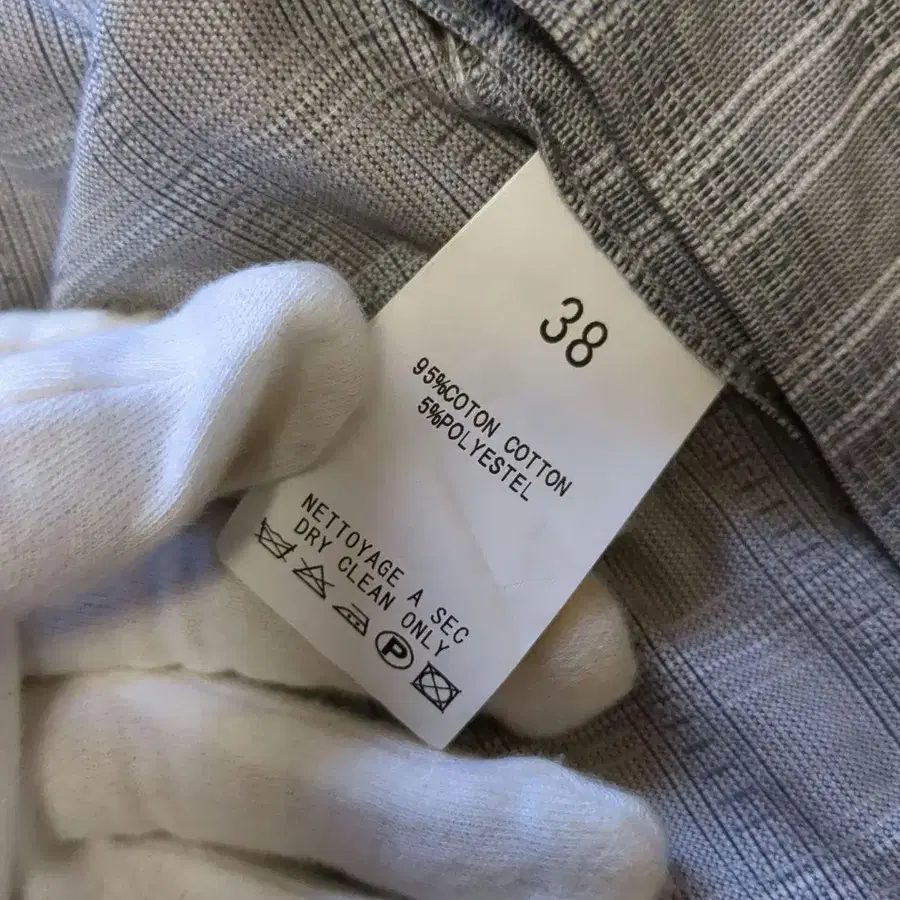 38
95%COTON COTTON
5%POLYESTEL
NETTOYAGE A SEC
DRY CLEAN ONLY
P